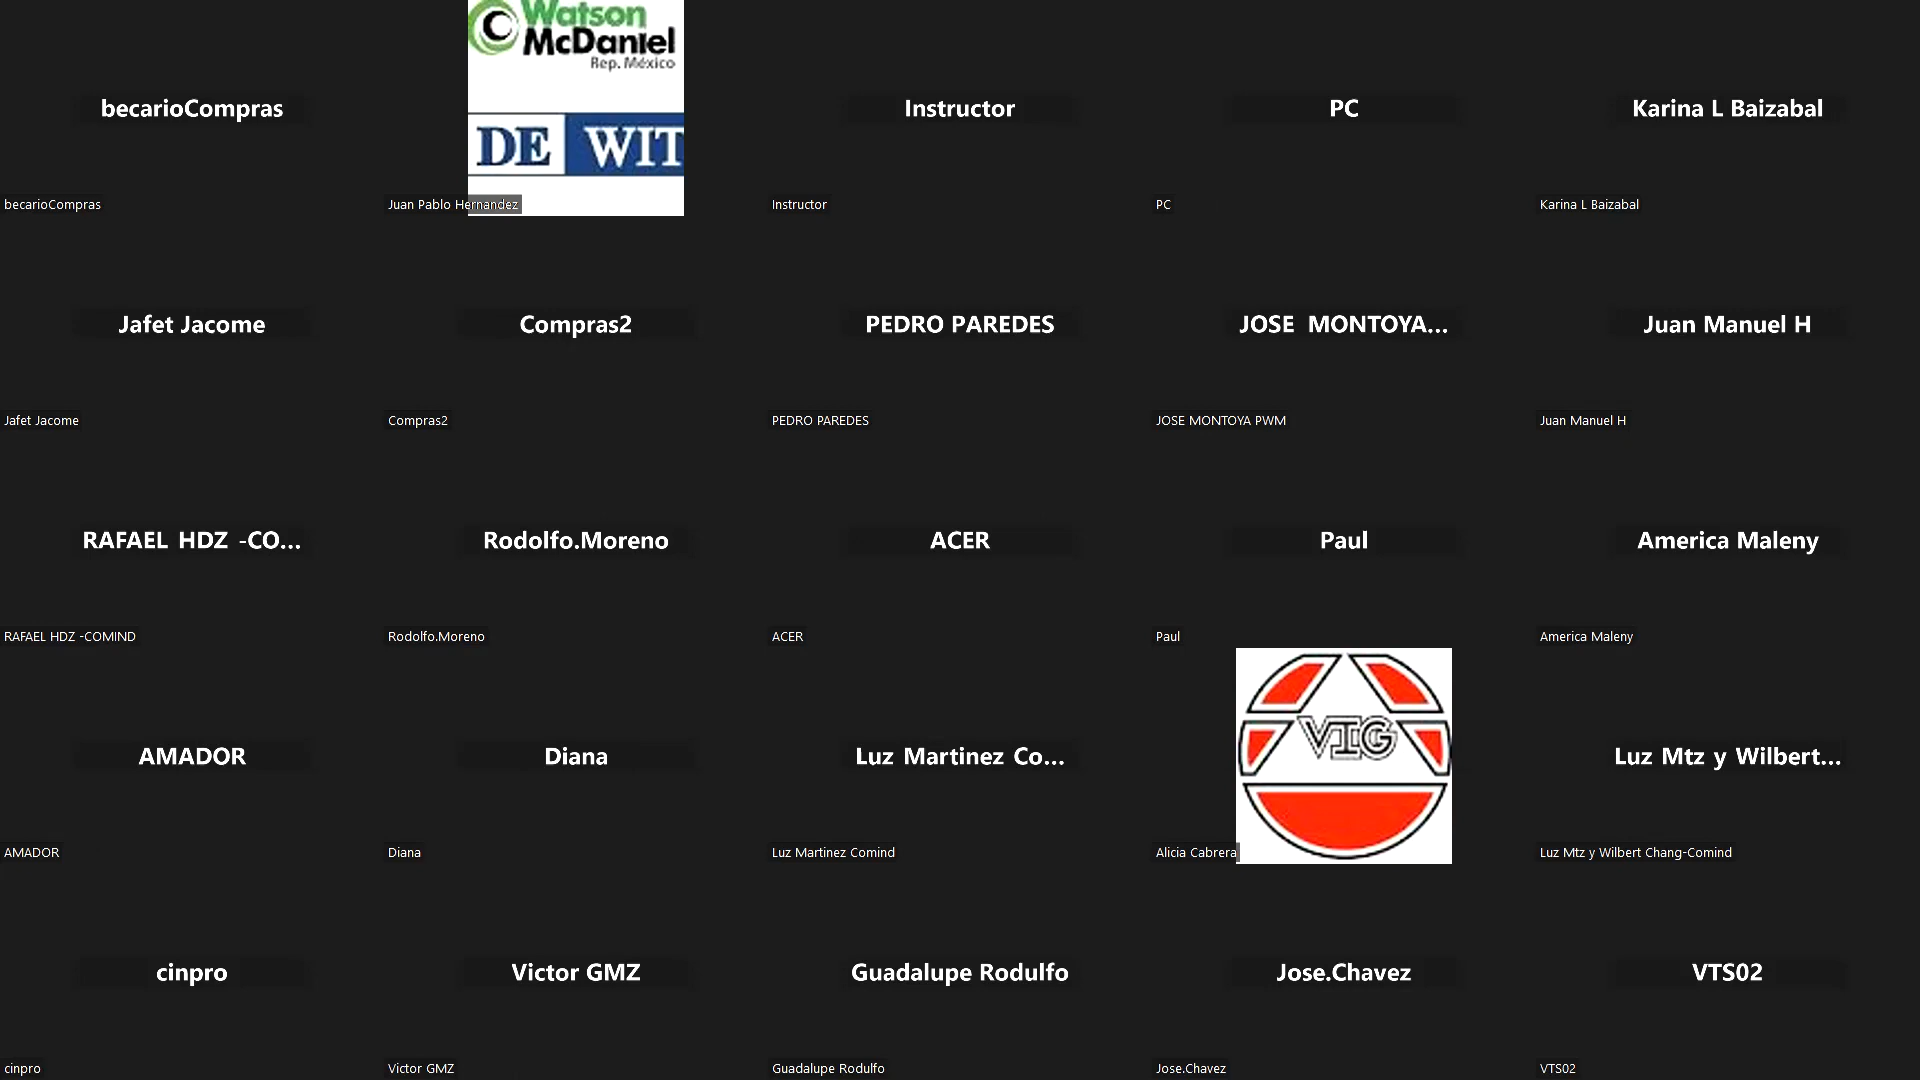 becarioCompras
Watson
McDaniel
Rep. México
DE WIT
Instructor
PC
Karina L Baizabal
becarioCompras
Juan Pablo Hernandez
Instructor
PC
Karina L Baizabal
Jafet Jacome
Compras2
PEDRO PAREDES
JOSE MONTOYA...
Juan Manuel H
Jafet Jacome
Compras2
PEDRO PAREDES
JOSE MONTOYA PWM
Juan Manuel H
RAFAEL HDZ -CO...
Rodolfo.Moreno
ACER
Paul
America Maleny
RAFAEL HDZ -COMIND
Rodolfo.Moreno
ACER
Paul
America Maleny
AMADOR
Diana
Luz Martinez Co...
VIG
Luz Mtz y Wilbert...
AMADOR
Diana
Luz Martinez Comind
Alicia Cabrera
Luz Mtz y Wilbert Chang-Comind
cinpro
Victor GMZ
Guadalupe Rodulfo
Jose.Chavez
VTS02
cinpro
Victor GMZ
Guadalupe Rodulfo
Jose.Chavez
VTS02